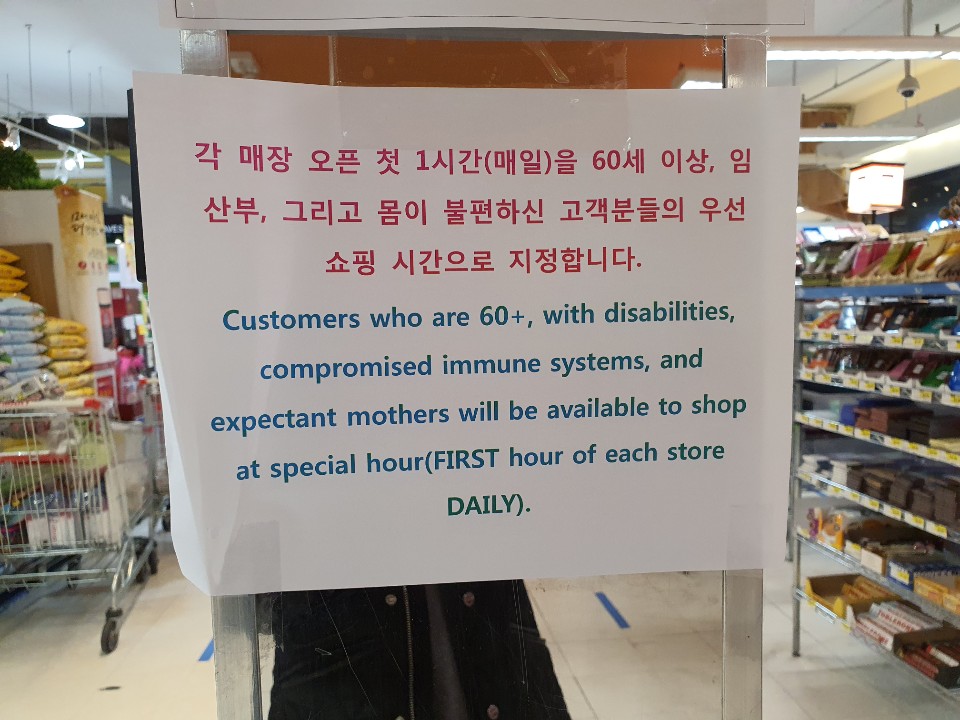 각 매장 오픈 첫 1시간(매일)을 60세 이상, 임
산부, 그리고 몸이 불편하신 고객분들의 우선
쇼핑 시간으로 지정합니다.
Customers who are 60+, with disabilities,
compromised immune systems, and
expectant mothers will be available to shop
at special hour(FIRST hour of each store
DAILY).